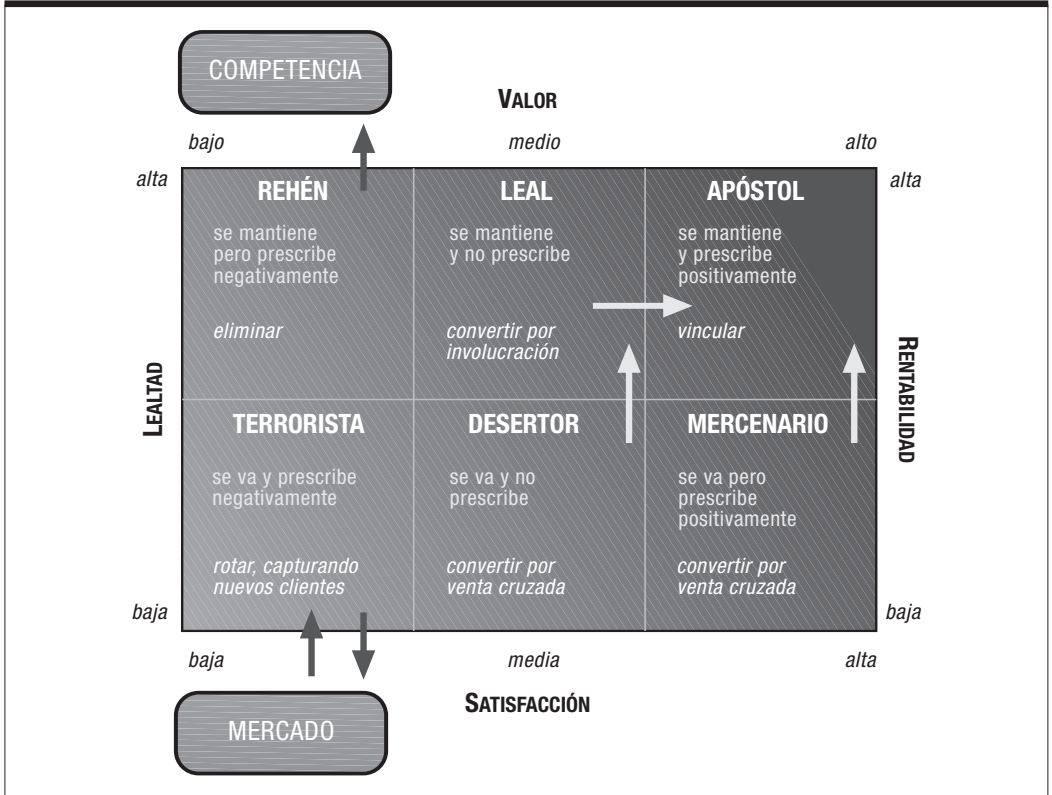 COMPETENCIA
VALOR
bajo medio alto
alta alta
REHÉN LEAL APÓSTOL
se mantiene
pero prescribe
negativamente
se mantiene
y no prescribe
se mantiene
y prescribe
positivamente
eliminar
convertir por
involucración
vincular
LEALTAD
RENTABILIDAD
TERRORISTA DESERTOR MERCENARIO
se va y prescribe
negativamente
se va y no
prescribe
se va pero
prescribe
positivamente
rotar, capturando
nuevos clientes
convertir por
venta cruzada
convertir por
venta cruzada
baja baja
baja media alta
SATISFACCIÓN
MERCADO